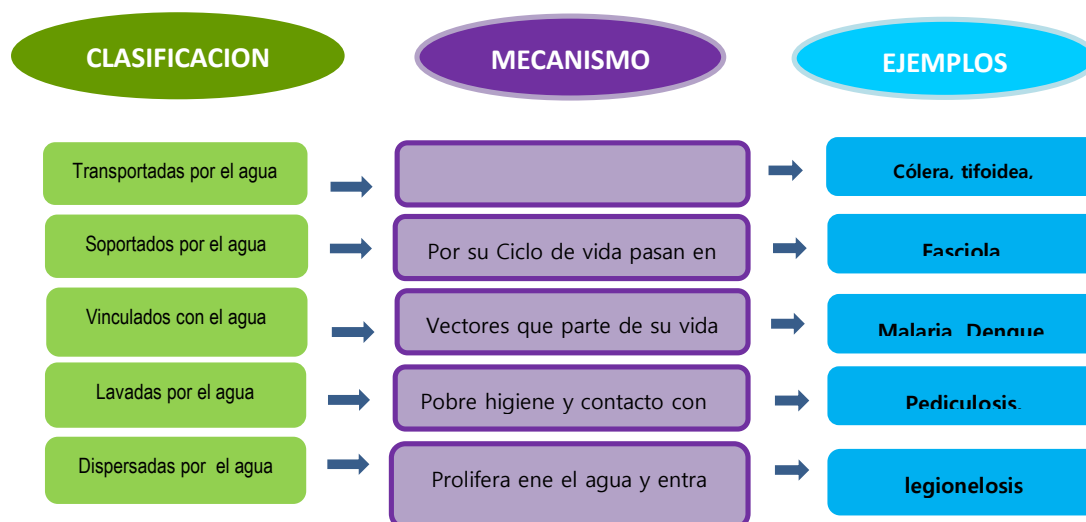 CLASIFICACION
MECANISMO
EJEMPLOS
Transportadas por el agua
Cólera, tifoidea,
Soportados por el agua
Por su Ciclo de vida pasan en
Fasciola
Vinculados con el agua
Vectores que parte de su vida
Malaria, Dengue
Lavadas por el agua
Pobre higiene y contacto con
Pediculosis,
Dispersadas por el agua
Prolifera ene el agua y entra
legionelosis